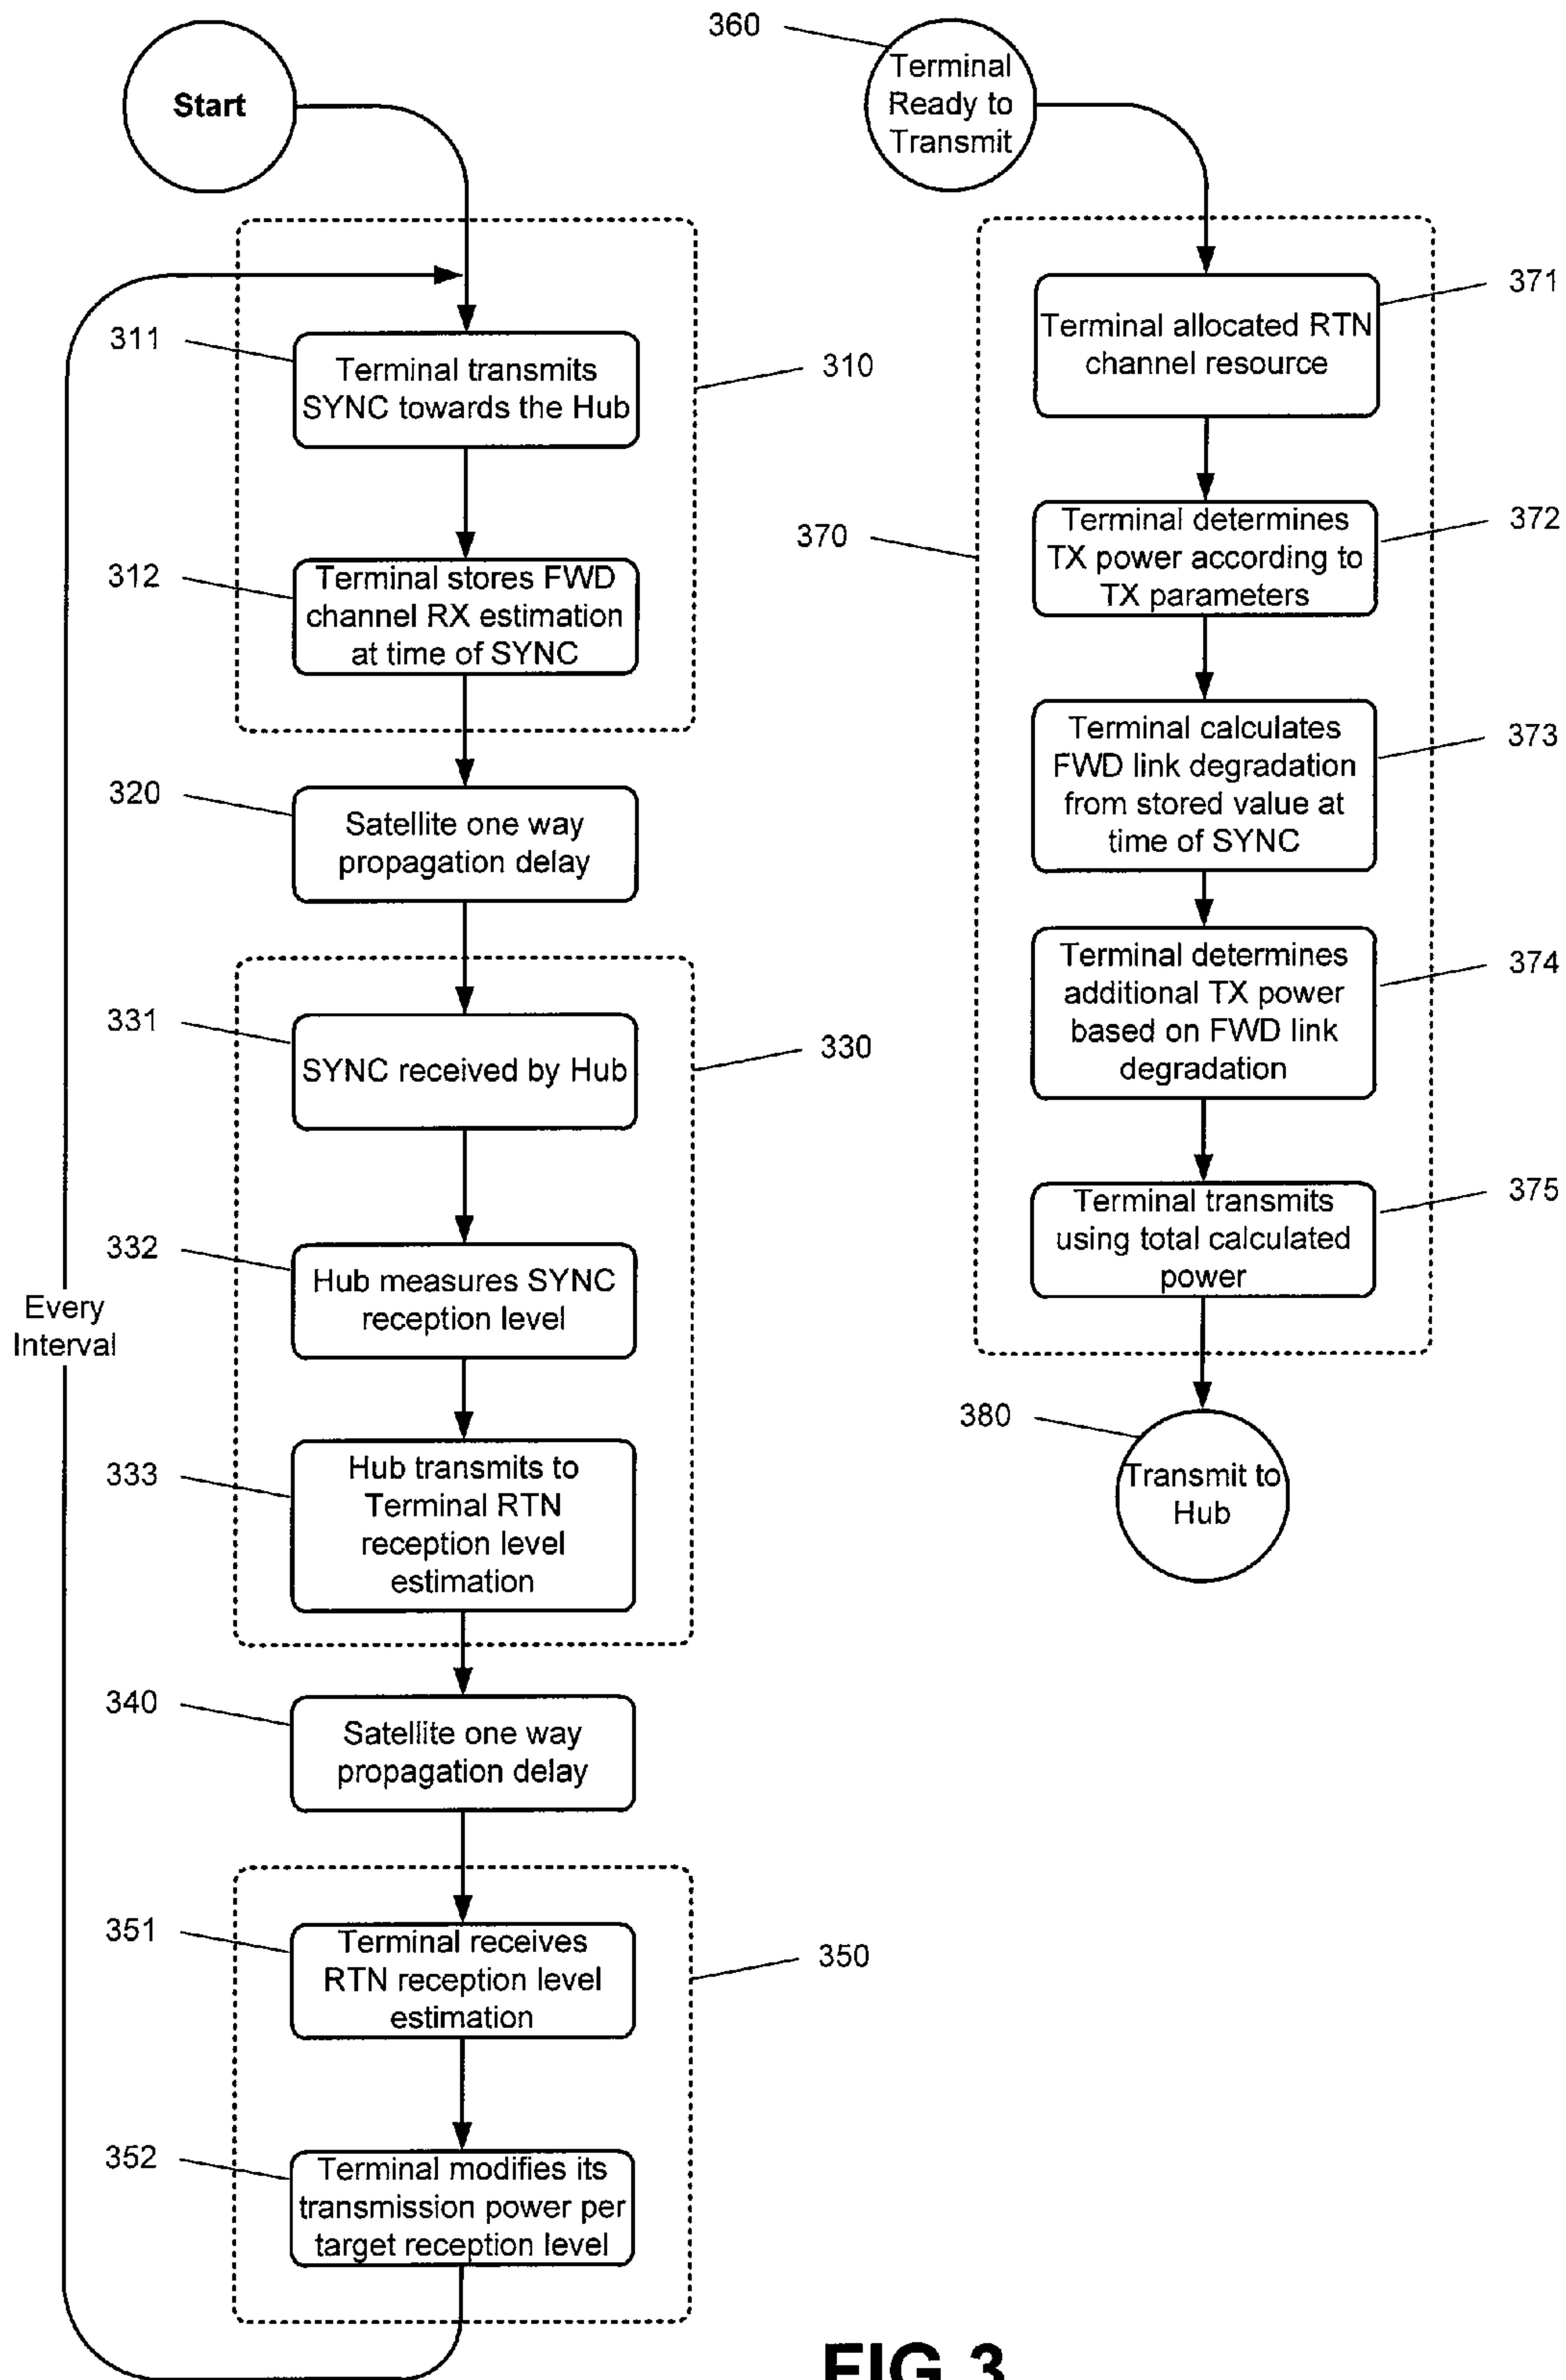 Start
311
Terminal transmits
SYNC towards the Hub
310
312
Terminal stores FWD
channel RX estimation
at time of SYNC
320
Satellite one way
propagation delay
331
SYNC received by Hub
330
332
Hub measures SYNC
reception level
Every
Interval
333
Hub transmits to
Terminal RTN
reception level
estimation
340
Satellite one way
propagation delay
351
Terminal receives
RTN reception level
estimation
350
352
Terminal modifies its
transmission power per
target reception level
360
Terminal
Ready to
Transmit
371
Terminal allocated RTN
channel resource
370
372
Terminal determines
TX power according to
TX parameters
373
Terminal calculates
FWD link degradation
from stored value at
time of SYNC
374
Terminal determines
additional TX power
based on FWD link
degradation
375
Terminal transmits
using total calculated
power
380
Transmit to
Hub
FIG 3